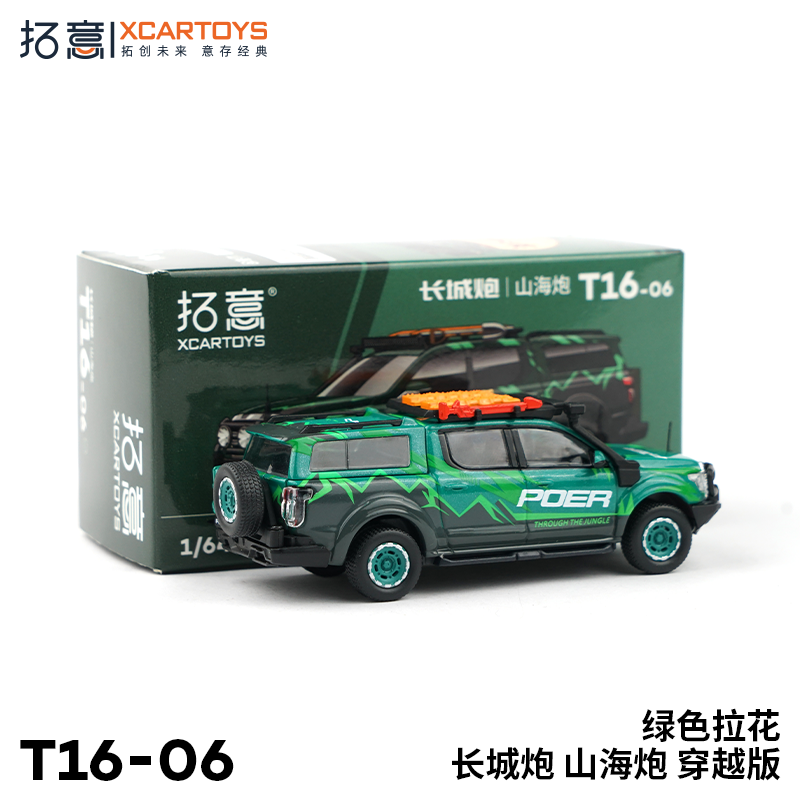 拓意 XCARTOYS
拓创未来 意存经典
拓意®
XCARTOYS
长城炮 | 山海炮 T16-06
T16-06
拓意
XCARTOYS
1/64
POER
THROUGH THE JUNGLE
绿色拉花
T16-06
长城炮 山海炮 穿越版